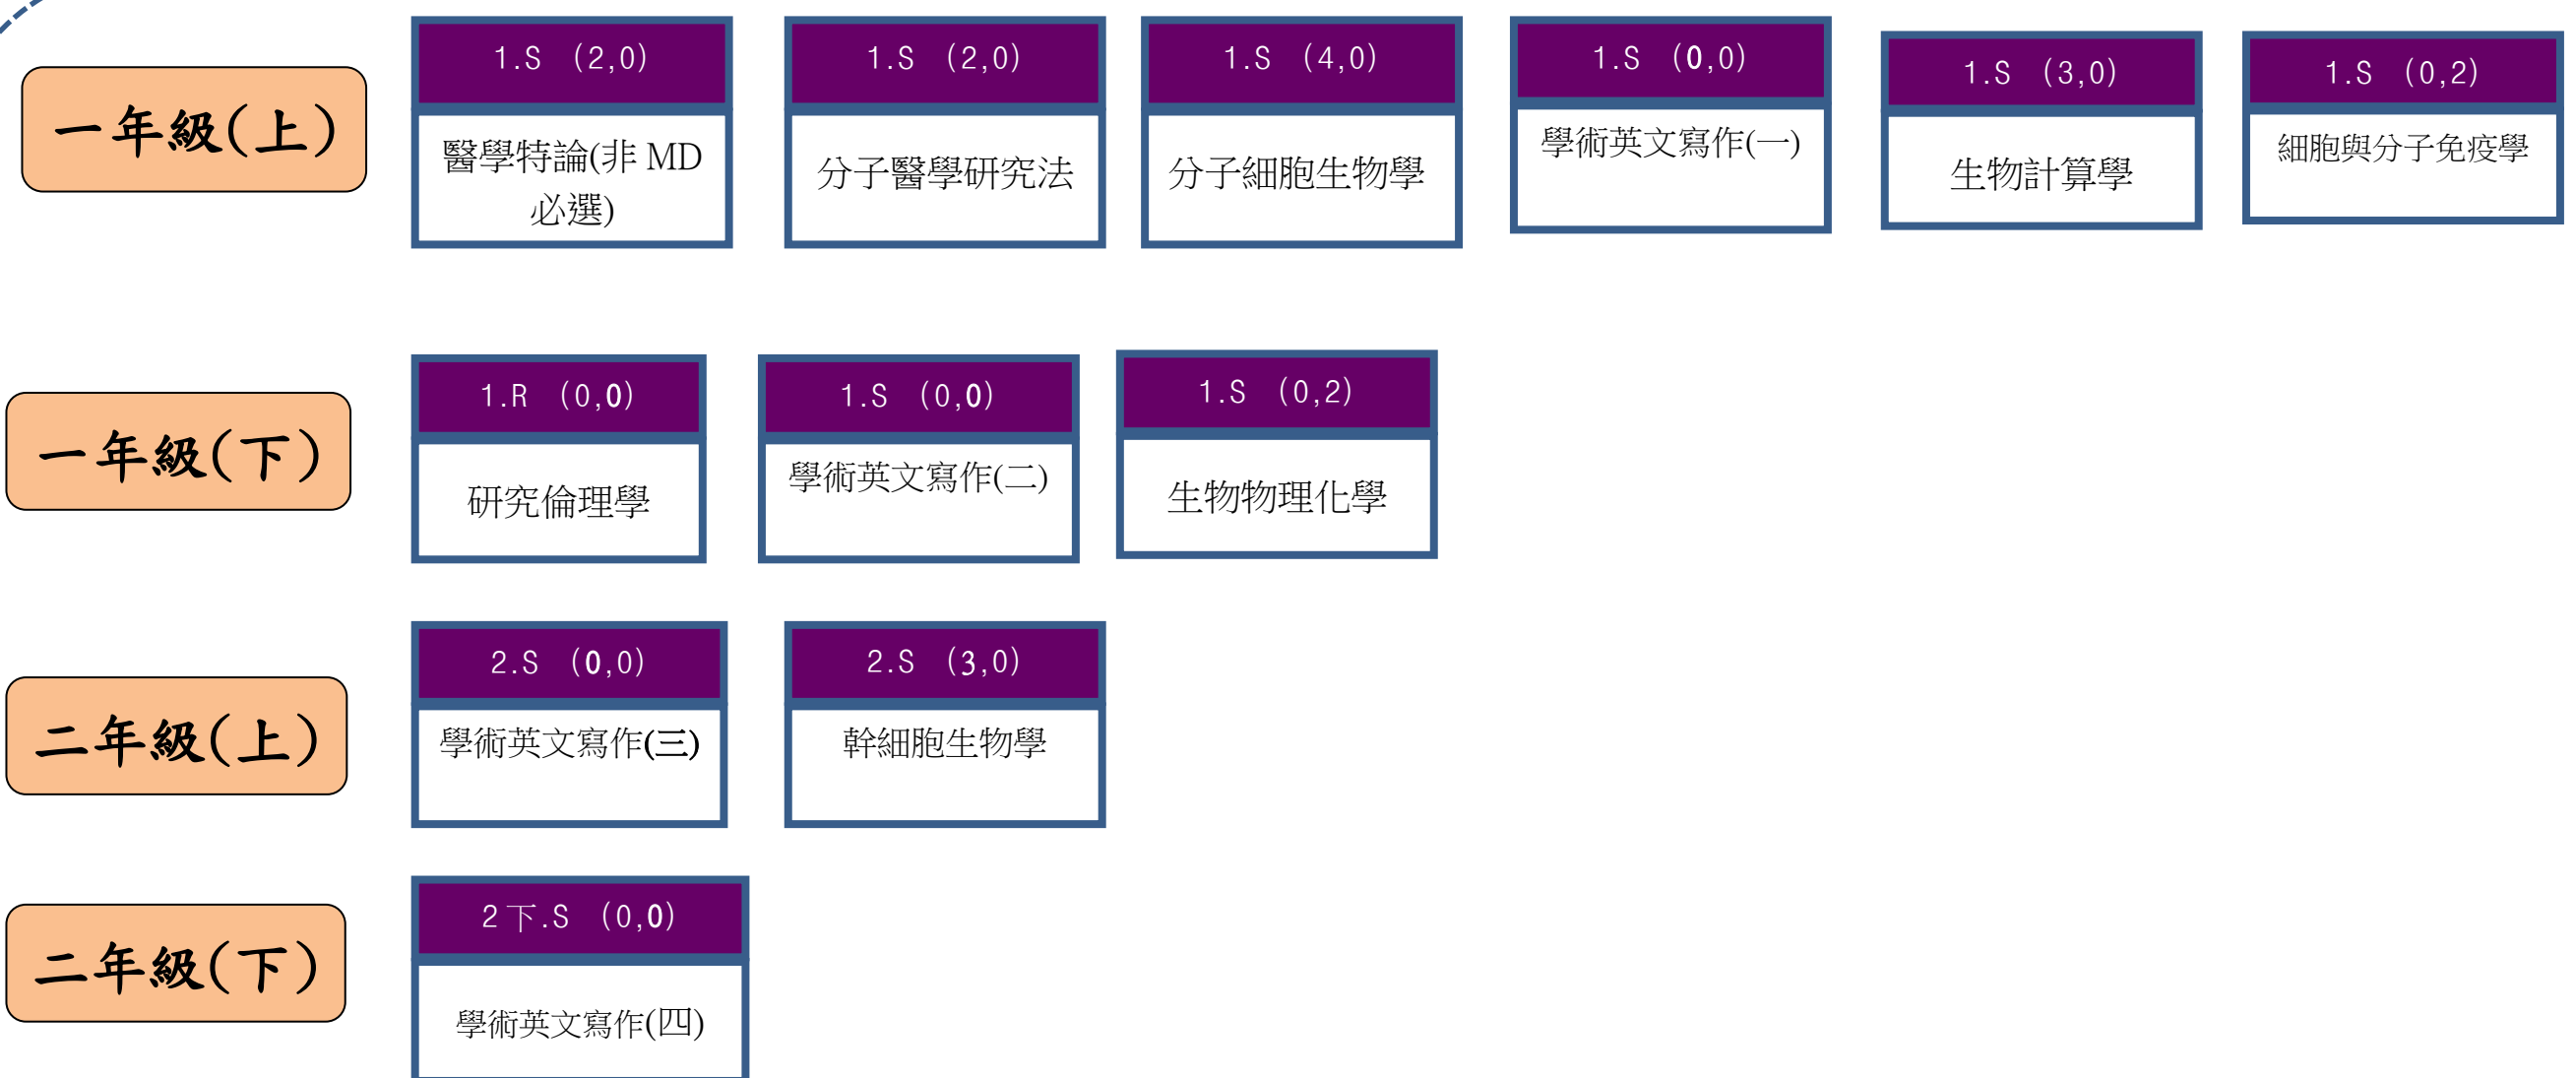 一年級(上)
1.S (2,0)
醫學特論(非 MD
必選)
1.S (2,0)
分子醫學研究法
1.S (4,0)
分子細胞生物學
1.S (0,0)
學術英文寫作(一)
1.S (3,0)
生物計算學
1.S (0,2)
細胞與分子免疫學
一年級(下)
1.R (0,0)
研究倫理學
1.S (0,0)
學術英文寫作(二)
1.S (0,2)
生物物理化學
二年級(上)
2.S (0,0)
學術英文寫作(三)
2.S (3,0)
幹細胞生物學
二年級(下)
2下.S (0,0)
學術英文寫作(四)